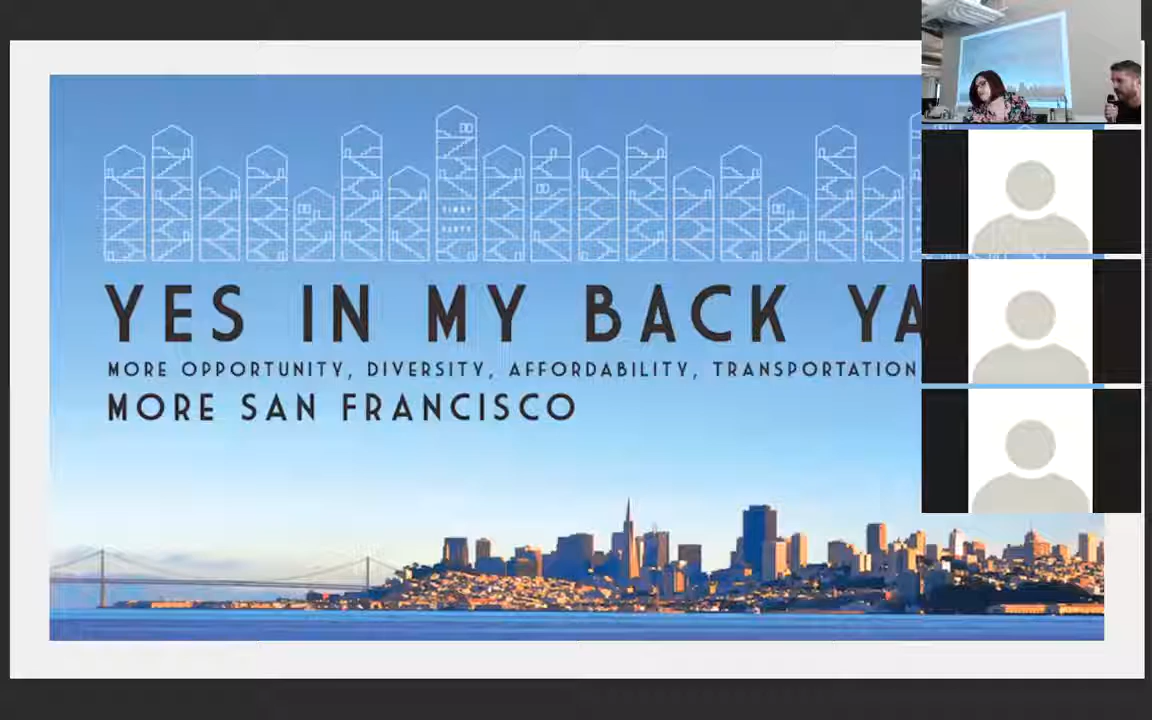 YES IN MY BACK YA
MORE OPPORTUNITY, DIVERSITY, AFFORDABILITY, TRANSPORTATION
MORE SAN FRANCISCO